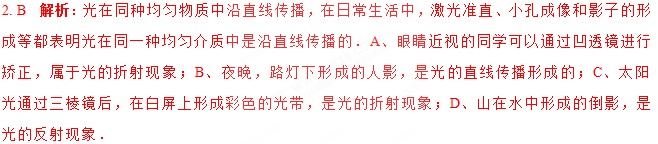 2. B 解析：光在同种均匀物质中沿直线传播，在日常生活中，激光准直、小孔成像和影子的形
成等都表明光在同一种均匀介质中是沿直线传播的．A、眼睛近视的同学可以通过凹透镜进行
矫正，属于光的折射现象；B、夜晚，路灯下形成的人影，是光的直线传播形成的；C、太阳
光通过三棱镜后，在白屏上形成彩色的光带，是光的折射现象；D、山在水中形成的倒影，是
光的反射现象．